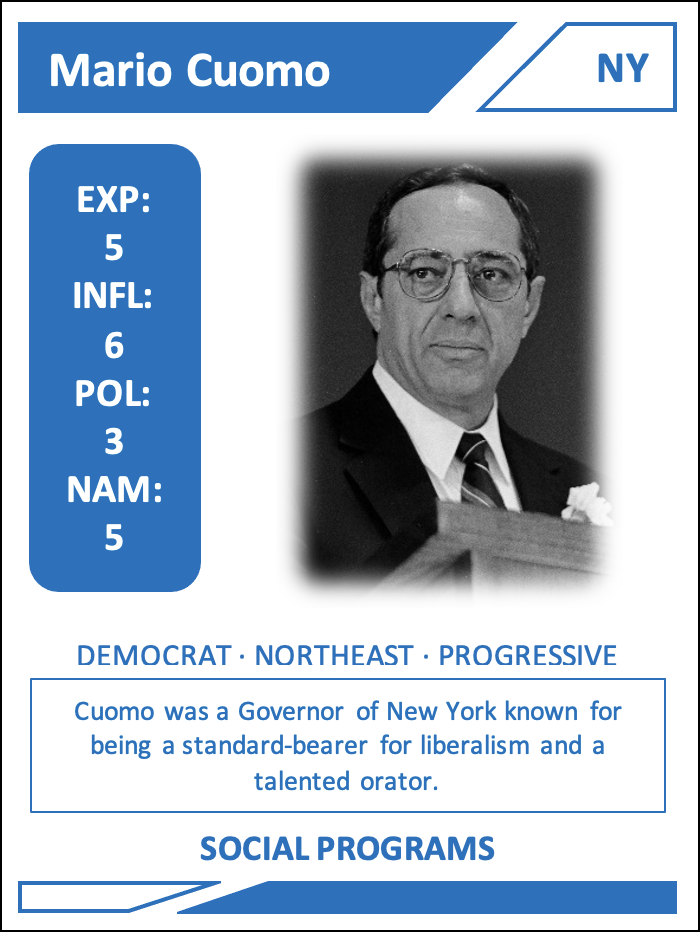 Mario Cuomo
NY
EXP:
5
INFL:
6
POL:
3
NAM:
5
DEMOCRAT · NORTHEAST · PROGRESSIVE
Cuomo was a Governor of New York known for
being a standard-bearer for liberalism and a
talented orator.
SOCIAL PROGRAMS